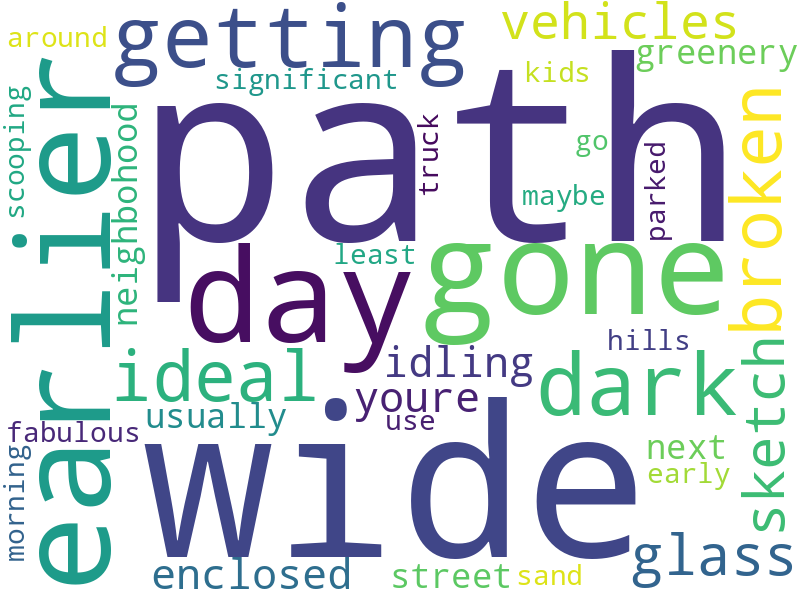 around
getting
vehicles
greenery
significant
kids
scooping
earlier
neighbohood
path
truck
go
maybe
parked
broken
day
least
gone
hills
ideal
idling
dark
sketch
youre
usually
use
fabulous
wide
next
early
morning
enclosed
street
sand
glass